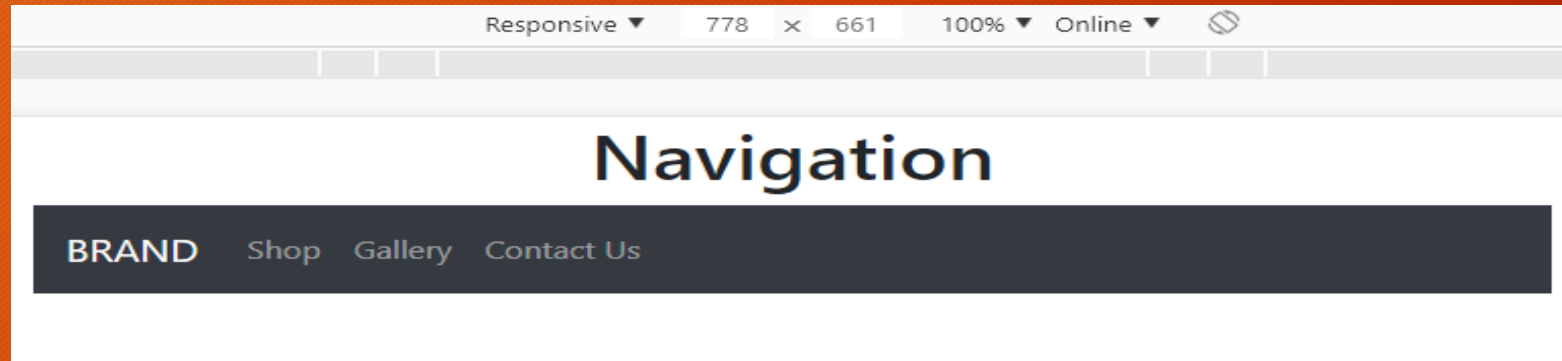 Responsive ▼ 778 × 661 100% ▼ Online ▼
Navigation
BRAND Shop Gallery Contact Us